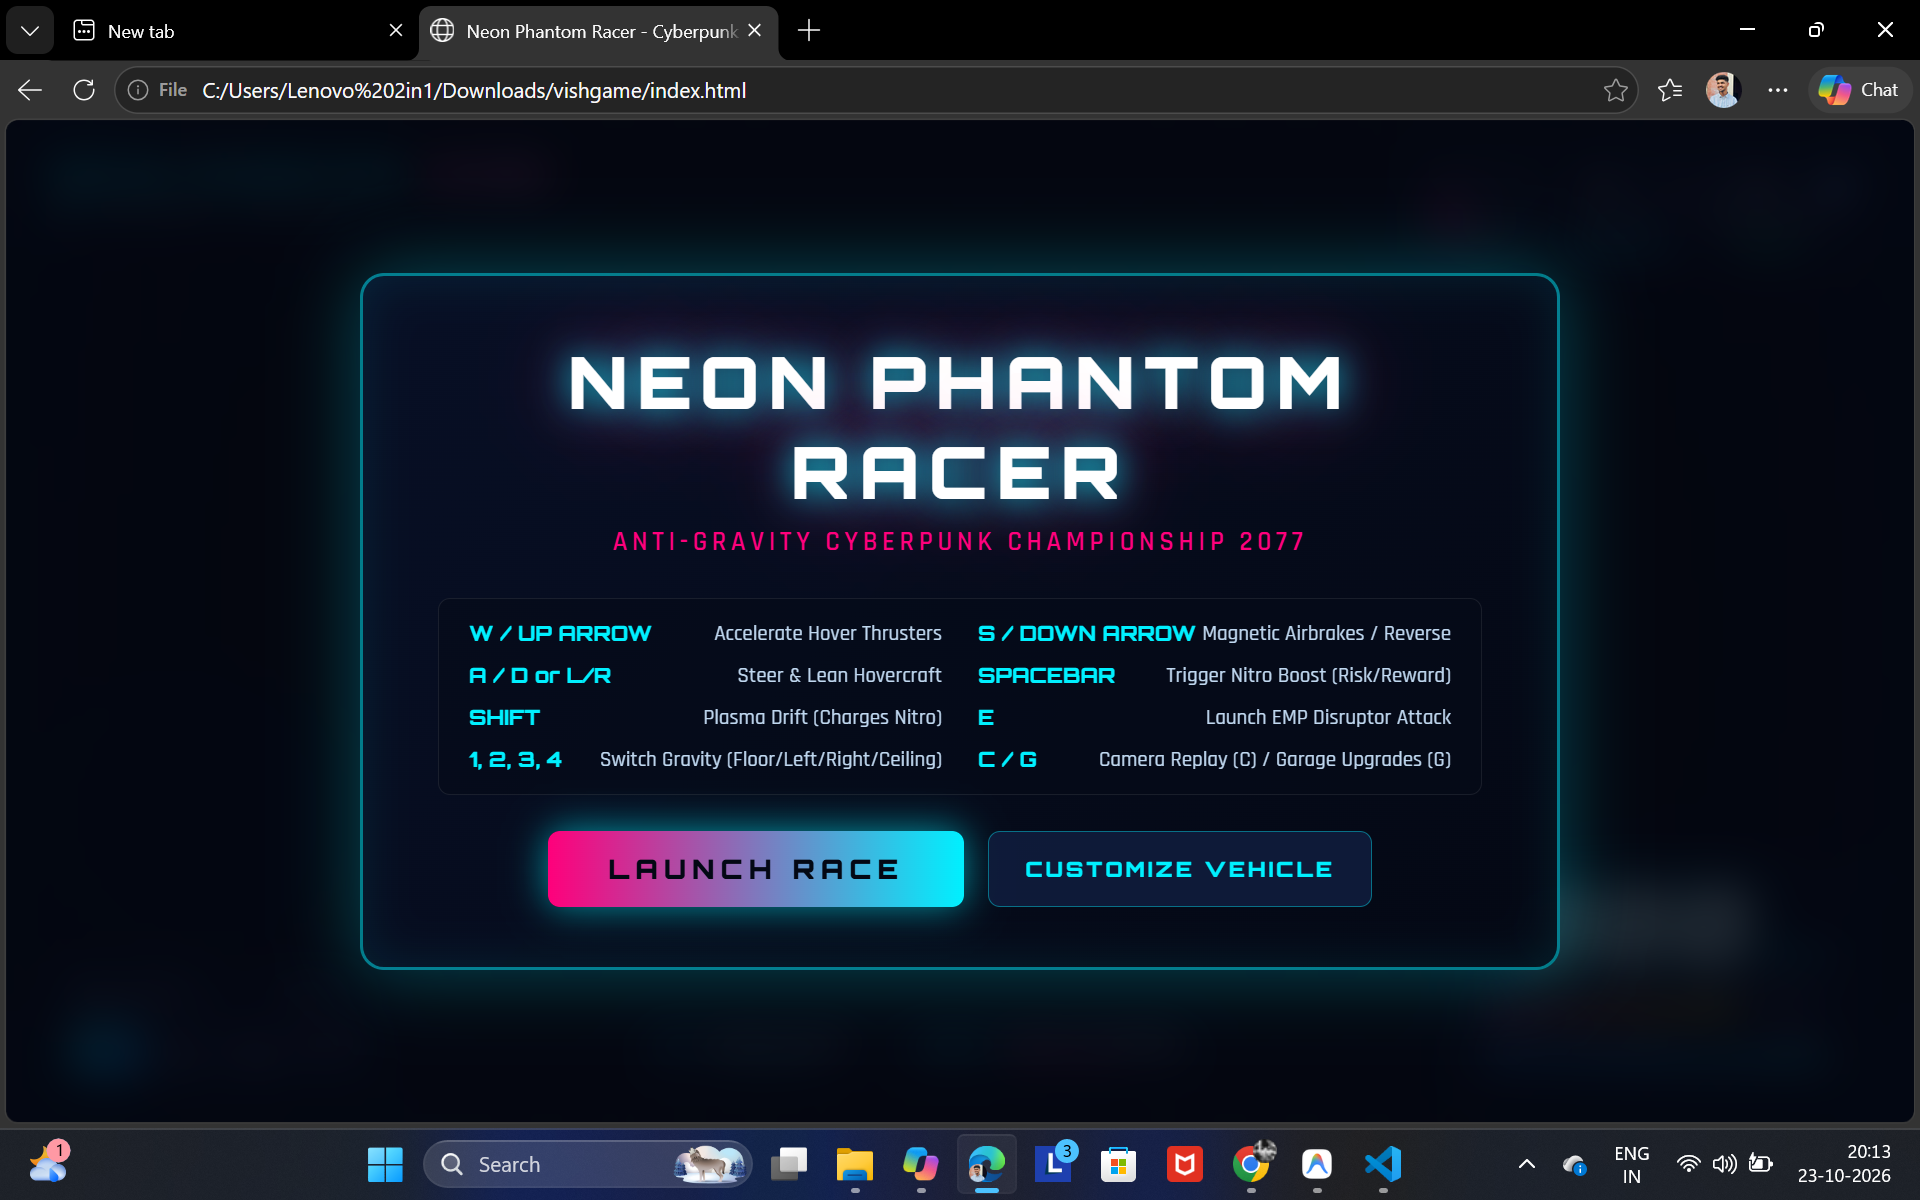 New tab
Neon Phantom Racer - Cyberpunk
File C:/Users/Lenovo%202in1/Downloads/vishgame/index.html
Chat
NEON PHANTOM
RACER
ANTI-GRAVITY CYBERPUNK CHAMPIONSHIP 2077
W / UP ARROW Accelerate Hover Thrusters S / DOWN ARROW Magnetic Airbrakes / Reverse
A / D or L/R Steer & Lean Hovercraft SPACEBAR Trigger Nitro Boost (Risk/Reward)
SHIFT Plasma Drift (Charges Nitro) E Launch EMP Disruptor Attack
1, 2, 3, 4 Switch Gravity (Floor/Left/Right/Ceiling) C / G Camera Replay (C) / Garage Upgrades (G)
LAUNCH RACE CUSTOMIZE VEHICLE
1
Search
L 3
ENG
IN
20:13
23-10-2026